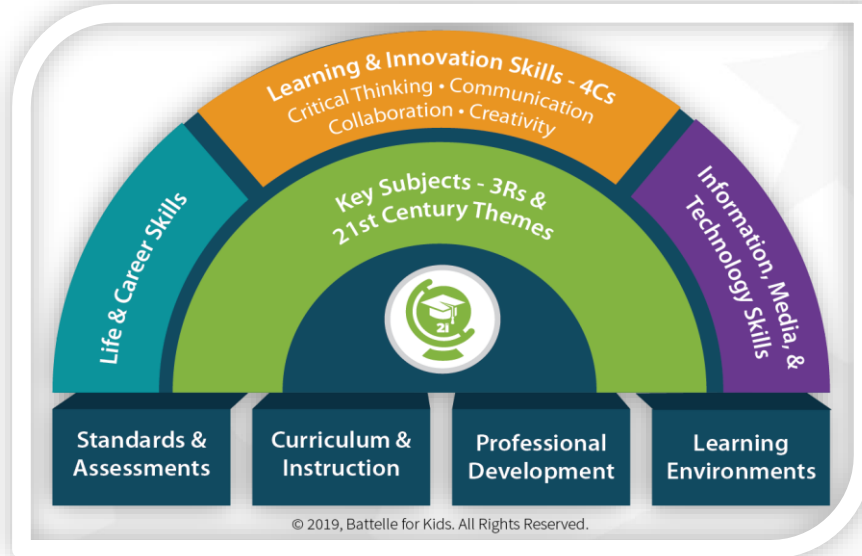 Learning & Innovation Skills - 4Cs
Critical Thinking • Communication
Collaboration • Creativity
Life & Career Skills
Key Subjects - 3Rs &
21st Century Themes
Information, Media, &
Technology Skills
21
Standards &
Assessments
Curriculum &
Instruction
Professional
Development
Learning
Environments
© 2019, Battelle for Kids. All Rights Reserved.